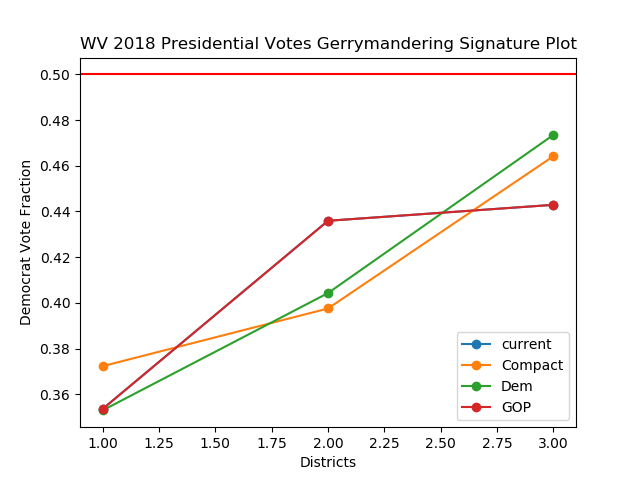 WV 2018 Presidential Votes Gerrymandering Signature Plot
0.50
0.48
0.46
0.44
0.42
0.40
0.38
0.36
Democrat Vote Fraction
current
Compact
Dem
GOP
1.00 1.25 1.50 1.75 2.00 2.25 2.50 2.75 3.00
Districts